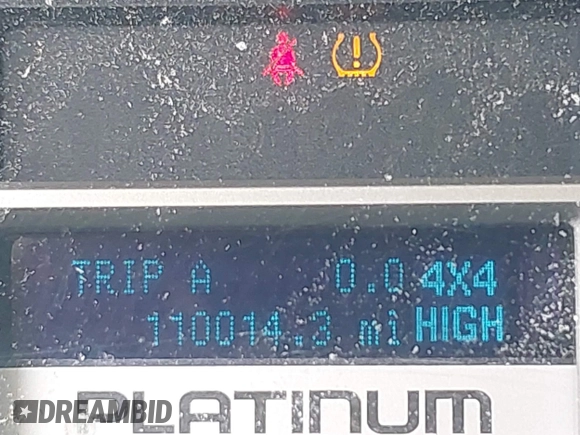 TRIP A 0.0 4X4
110014.3 mi HIGH
PLATINUM
DREAMBID